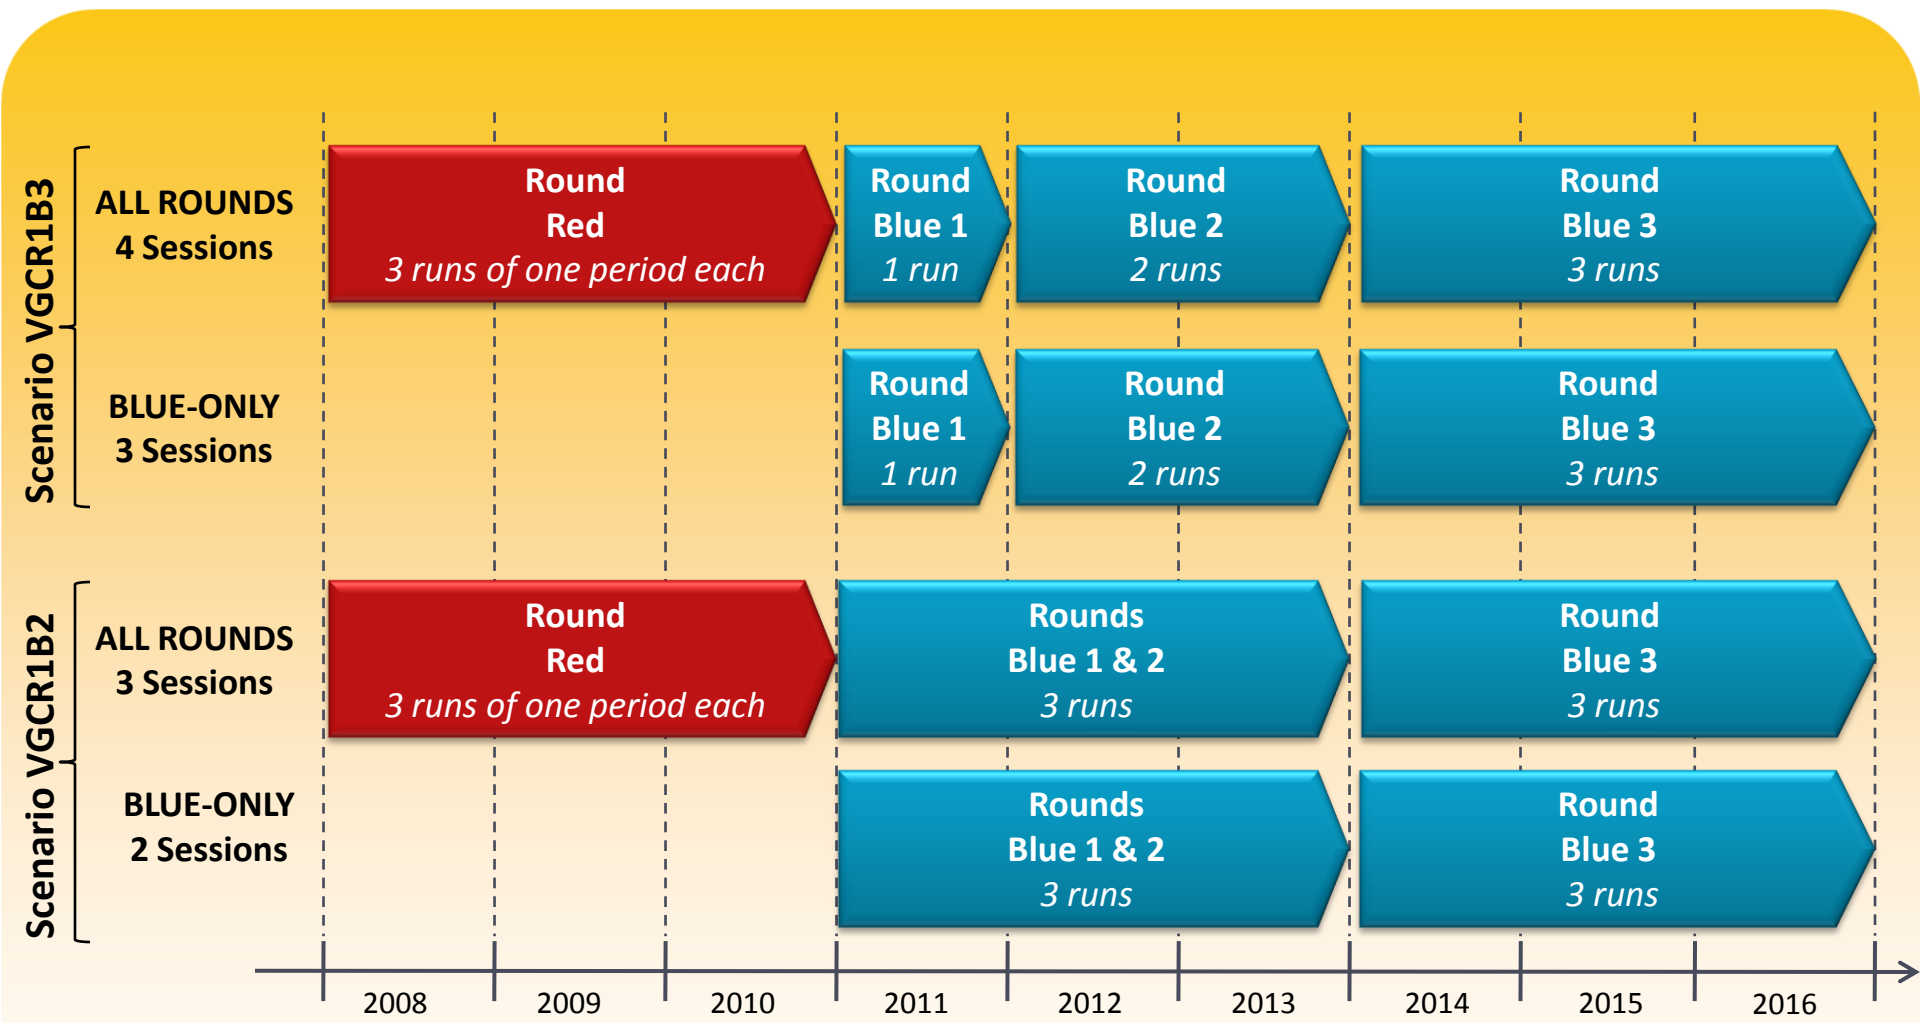 Scenario VGCR1B3
ALL ROUNDS
4 Sessions
Round
Red
3 runs of one period each
Round
Blue 1
1 run
Round
Blue 2
2 runs
Round
Blue 3
3 runs
BLUE-ONLY
3 Sessions
Round
Blue 1
1 run
Round
Blue 2
2 runs
Round
Blue 3
3 runs
Scenario VGCR1B2
ALL ROUNDS
3 Sessions
Round
Red
3 runs of one period each
Rounds
Blue 1 & 2
3 runs
Round
Blue 3
3 runs
BLUE-ONLY
2 Sessions
Rounds
Blue 1 & 2
3 runs
Round
Blue 3
3 runs
2008 2009 2010 2011 2012 2013 2014 2015 2016